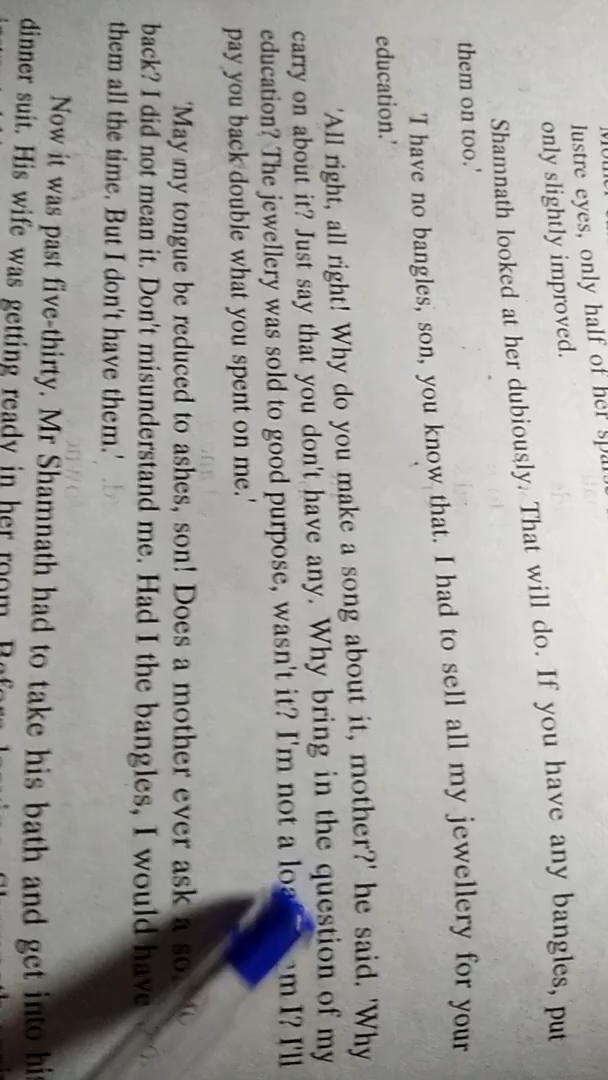 lustre eyes, only half of her
only slightly improved.
Shamnath looked at her dubiously. That will do. If you have any bangles, put
them on too.'
'I have no bangles, son, you know that. I had to sell all my jewellery for your
education.'
'All right, all right! Why do you make a song about it, mother?' he said. 'Why
carry on about it? Just say that you don't have any. Why bring in the question of my
education? The jewellery was sold to good purpose, wasn't it? I'm not a I? I'll
pay you back double what you spent on me.'
'May my tongue be reduced to ashes, son! Does a mother ever ask a
back? I did not mean it. Don't misunderstand me. Had I the bangles, I would have
them all the time. But I don't have them.'
Now it was past five-thirty. Mr Shamnath had to take his bath and get into his
dinner suit. His wife was getting ready in her room.